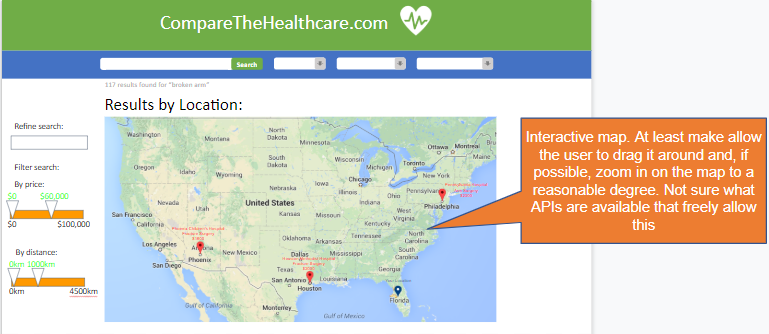 CompareTheHealthcare.com
Search
117 results found for "broken arm"
Results by Location:
Refine search:
Filter search:
By price:
$0 $60,000
$0 $100,000
By distance:
0km 1000km
0km 4500km
Washington
Montana
North Dakota
Minnesota
Ottawa
Montreal
Oregon
Idaho
Wyoming
South Dakota
Wisconsin
Michigan
Toronto
New York
Nebraska
Iowa
Chicago
Illinois
Indiana
Ohio
Pennsylvania
Philadelphia
Nevada
Utah
Colorado
United States
Kansas
Missouri
West Virginia
Virginia
Kentucky
San Francisco
California
Los Angeles
San Diego
Arizona
Phoenix
New Mexico
Oklahoma
Arkansas
Tennessee
North Carolina
South Carolina
Mississippi
Alabama
Georgia
Dallas
Texas
San Antonio
Houston
Florida
Gulf of California
Monterrey
Gulf of Mexico
Interactive map. At least make allow
the user to drag it around and, if
possible, zoom in on the map to a
reasonable degree. Not sure what
APIs are available that freely allow
this